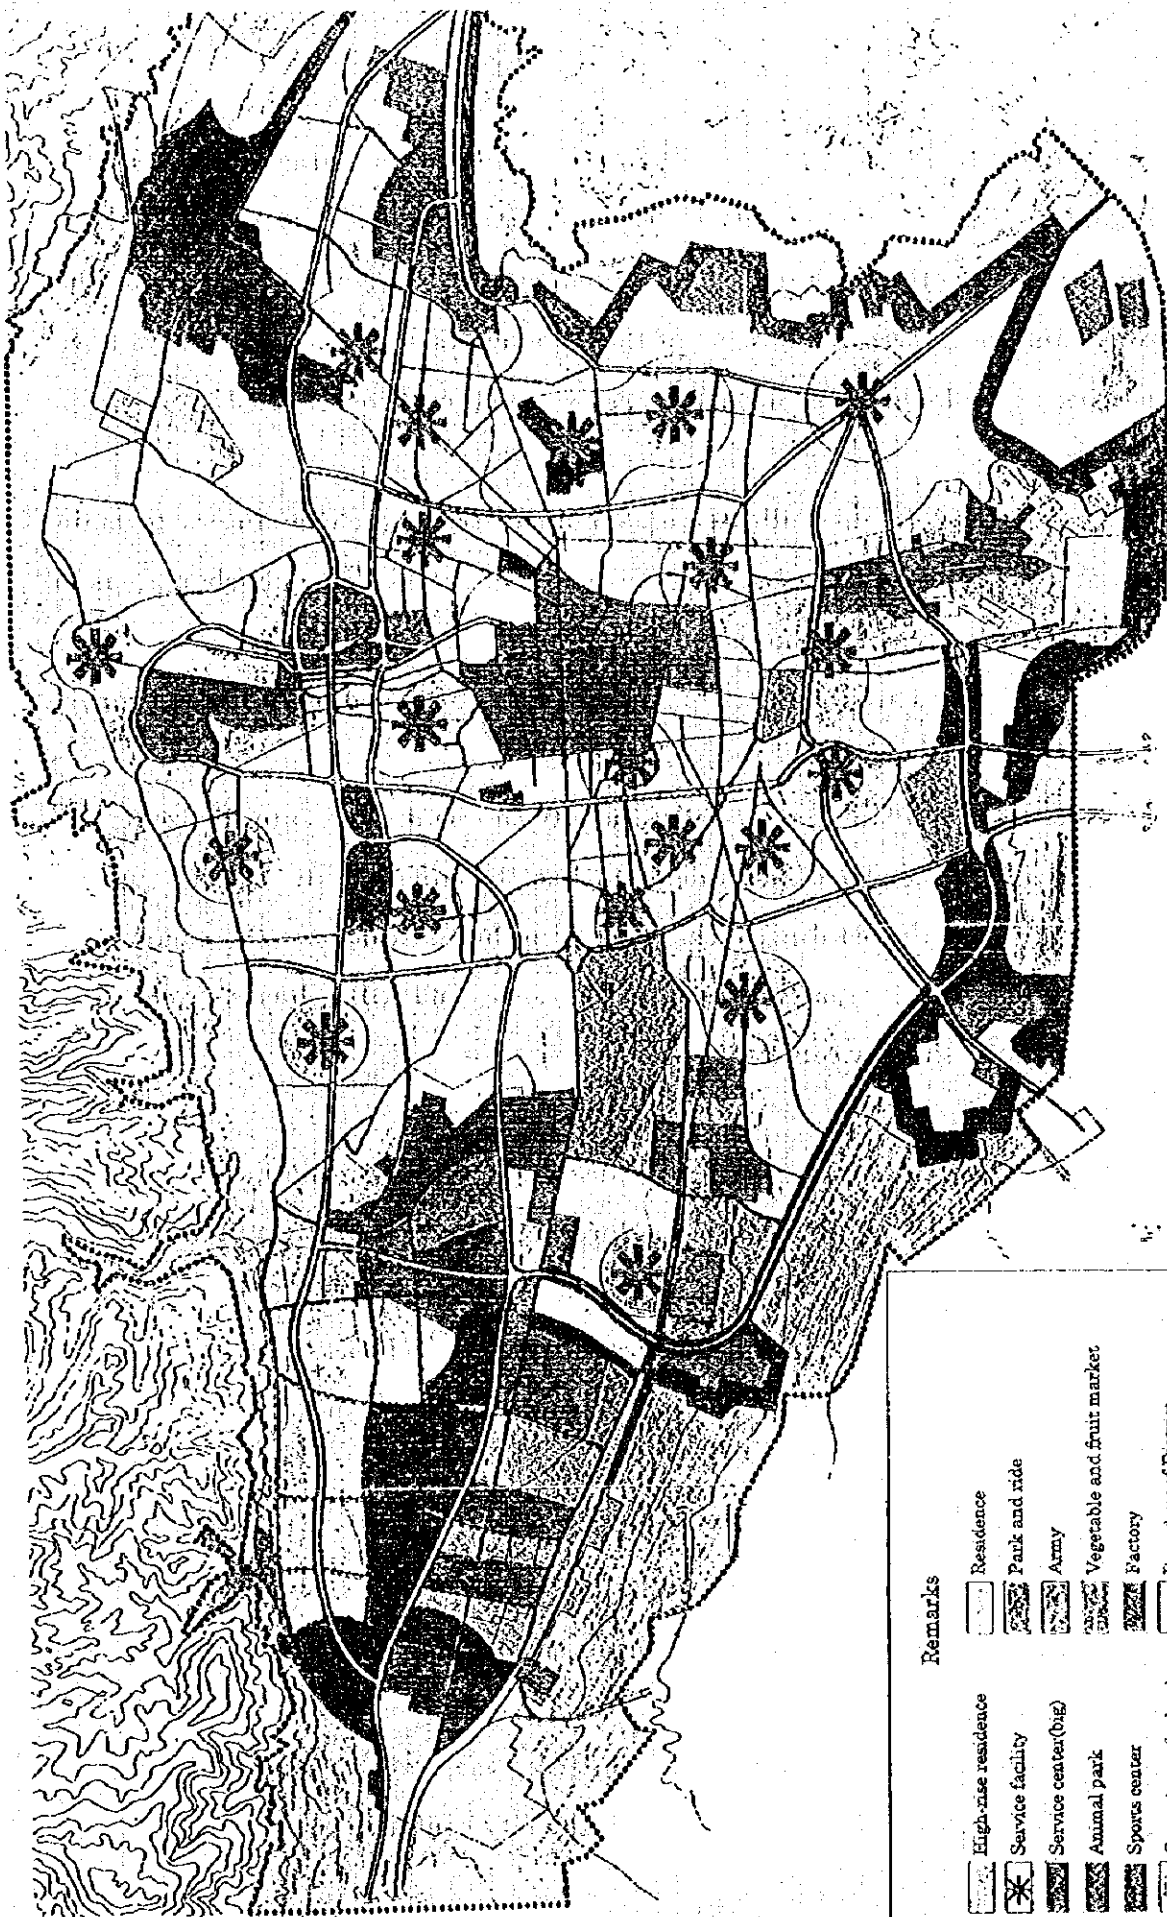 Remarks
High-rise residence
Service facility
Service center(big)
Animal park
Sports center
Residence
Park and ride
Army
Vegetable and fruit market
Factory